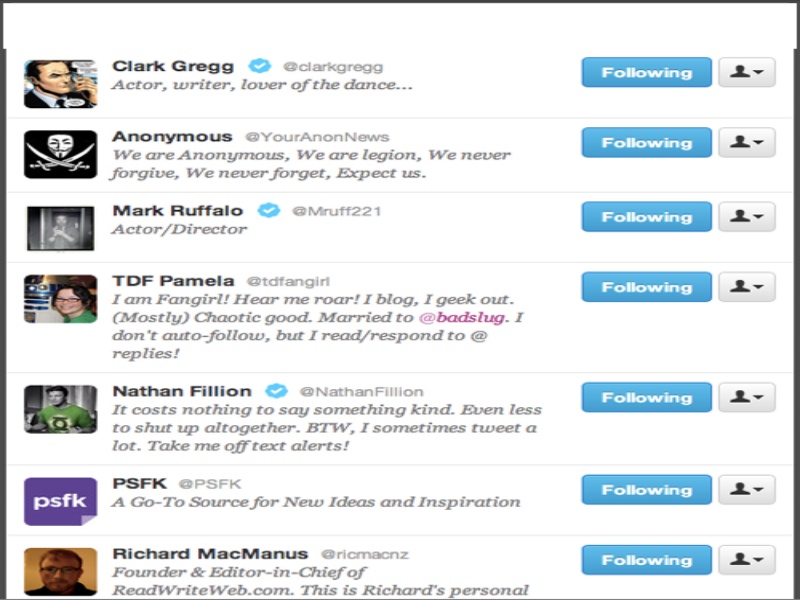 Clark Gregg @clarkgregg
Actor, writer, lover of the dance...
Following
Anonymous @YourAnonNews
We are Anonymous, We are legion, We never
forgive, We never forget, Expect us.
Following
Mark Ruffalo @Mruff221
Actor/Director
Following
TDF Pamela @tdfangirl
I am Fangirl! Hear me roar! I blog, I geek out.
(Mostly) Chaotic good. Married to @badslug. I
don't auto-follow, but I read/respond to @
replies!
Following
Nathan Fillion @NathanFillion
It costs nothing to say something kind. Even less
to shut up altogether. BTW, I sometimes tweet a
lot. Take me off text alerts!
Following
psfk
PSFK @PSFK
A Go-To Source for New Ideas and Inspiration
Following
Richard MacManus @ricmacnz
Founder & Editor-in-Chief of
ReadWriteWeb.com. This is Richard's personal
Following